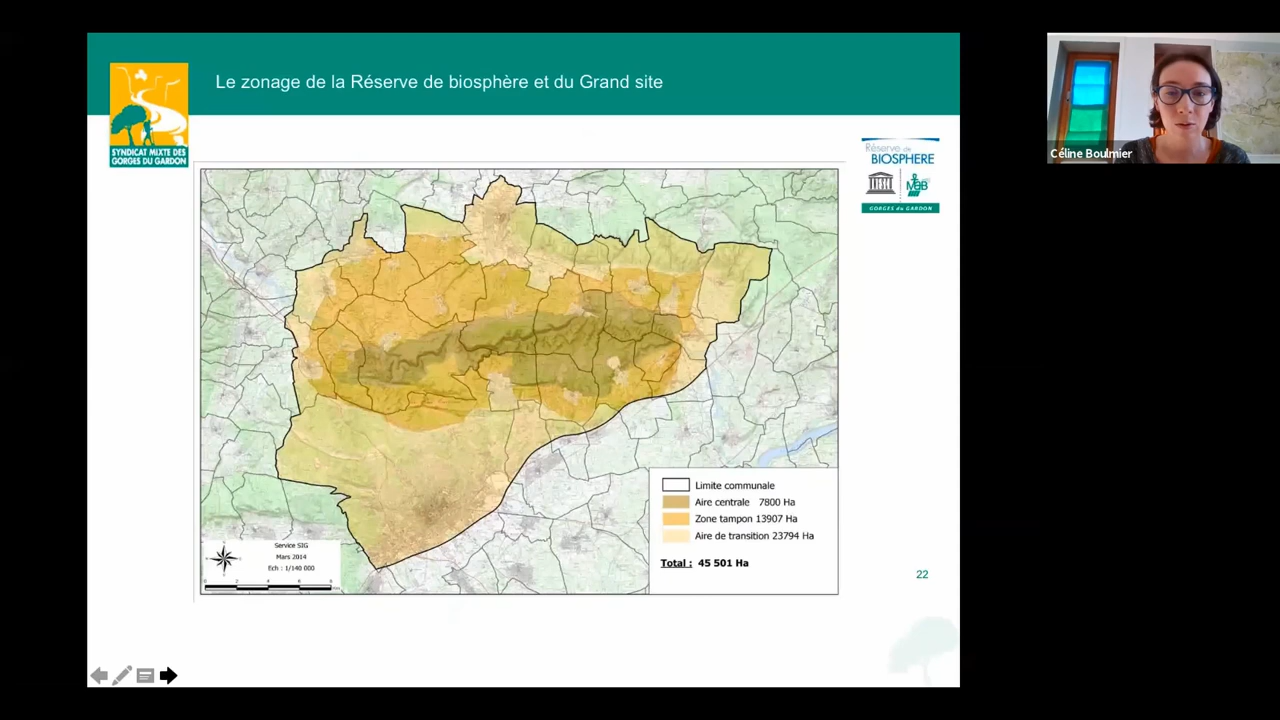 Le zonage de la Réserve de biosphère et du Grand site
SYNDICAT MIXTE DES
GORGES DU GARDON
Céline Boulmier
Réserve de
BIOSPHERE
MAB
GORGES du GARDON
Limite communale
Aire centrale 7800 Ha
Zone tampon 13907 Ha
Aire de transition 23794 Ha
Total : 45 501 Ha
Service SIG
Mars 2014
Ech : 1/140 000
22